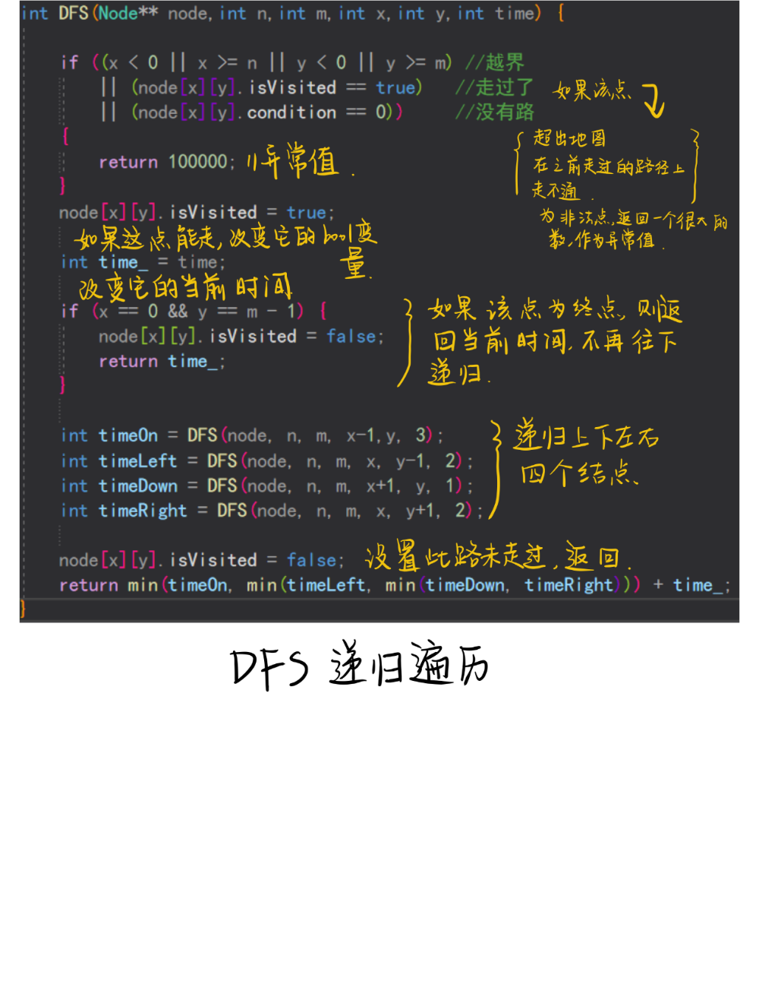 int DFS(Node** node,int n,int m,int x,int y,int time) {
if ((x < 0 || x >= n || y < 0 || y >= m) //越界
|| (node[x][y].isVisited == true) //走过了
如果该点
|| (node[x][y].condition == 0)) //没有路
{
超出地图
在之前走过的路径上
走不通.
为非法点,返回一个很大的
数,作为异常值.
return 100000; //异常值.
}
node[x][y].isVisited = true;
如果这点能走,改变它的bool变
量.
int time_ = time;
改变它的当前时间
if (x == 0 && y == m - 1) {
node[x][y].isVisited = false;
return time_;
}
如果该点为终点,则返
回当前时间,不再往下
递归.
int timeOn = DFS(node, n, m, x-1,y, 3);
int timeLeft = DFS(node, n, m, x, y-1, 2);
int timeDown = DFS(node, n, m, x+1, y, 1);
int timeRight = DFS(node, n, m, x, y+1, 2);
递归上下左右
四个结点.
node[x][y].isVisited = false; 设置此路未走过,返回.
return min(timeOn, min(timeLeft, min(timeDown, timeRight))) + time_;
}
DFS 递归遍历